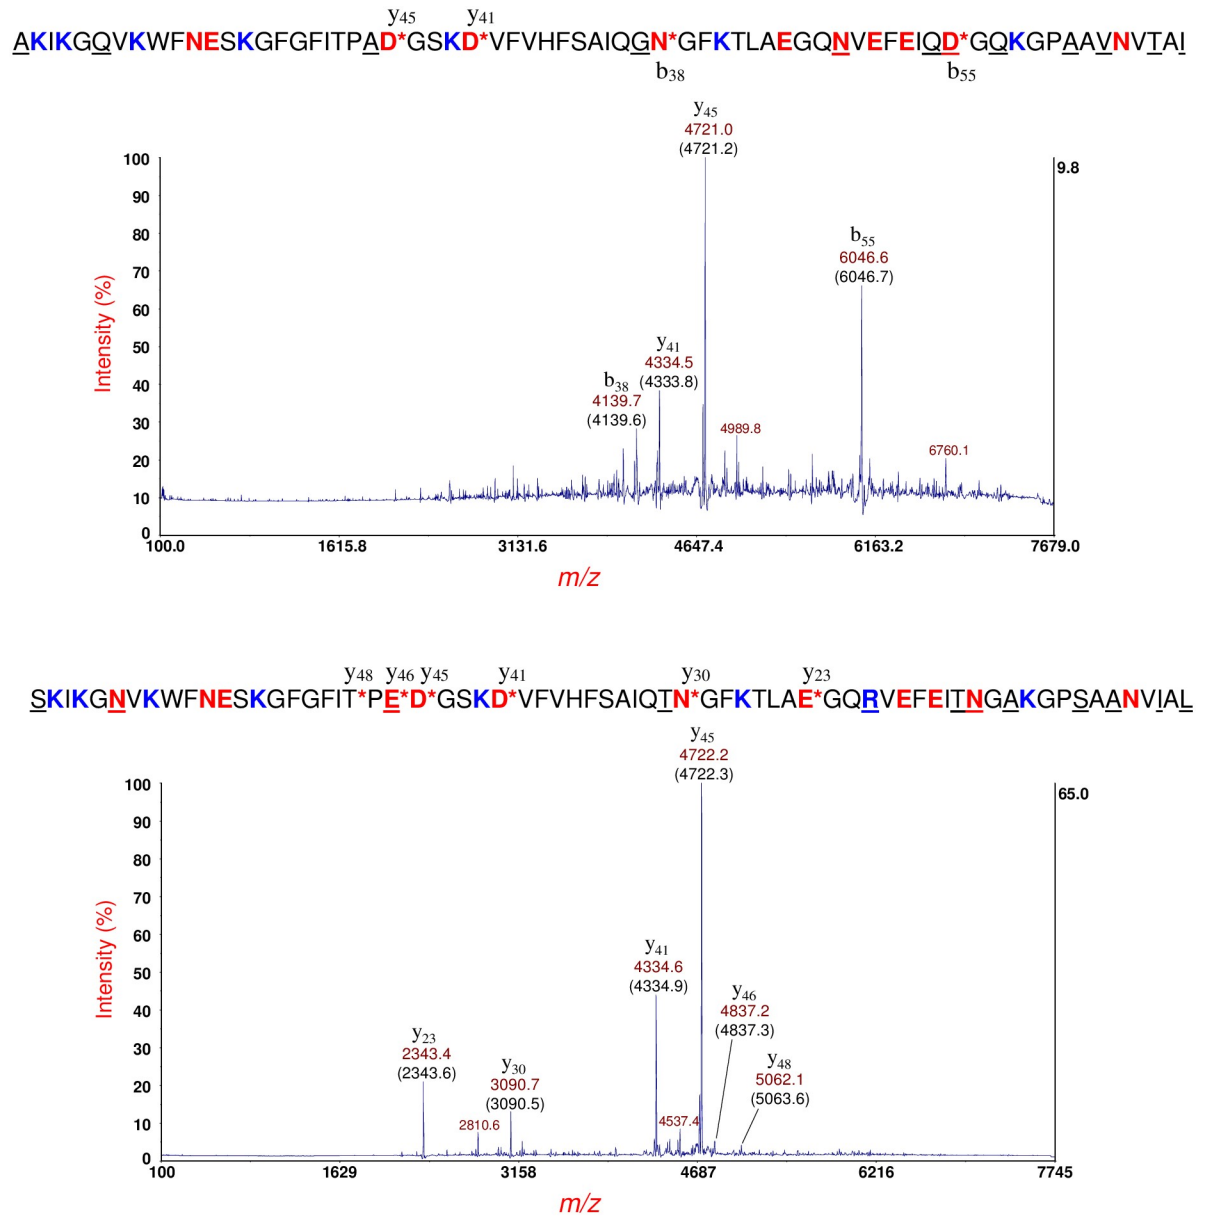 y45 y41
AKIKGQVKWFNESKGFGFITPAD*GSKD*VFVHFSAIQGN*GFKTLAEGQNVEFEIQD*GQKGPAAVNVTAI
b38 b55
y45
4721.0
(4721.2)
100
9.8
90
80
b55
6046.6
(6046.7)
70
60
50
y41
4334.5
(4333.8)
40
b38
4139.7
(4139.6)
30
4989.8
6760.1
20
10
0
Intensity (%)
100.0 1615.8 3131.6 4647.4 6163.2 7679.0
m/z
y48 y46 y45 y41 y30 y23
SKIKGNVKWFNESKGFGFIT*PE*D*GSKD*VFVHFSAIQTN*GFKTLAE*GQRVEFEITNGAKGPSAANVIAL
y45
4722.2
(4722.3)
100
65.0
90
80
70
60
y41
4334.6
(4334.9)
50
40
y46
4837.2
(4837.3)
y23
2343.4
(2343.6)
30
y30
3090.7
(3090.5)
y48
5062.1
(5063.6)
20
2810.6
4537.4
10
0
Intensity (%)
100 1629 3158 4687 6216 7745
m/z